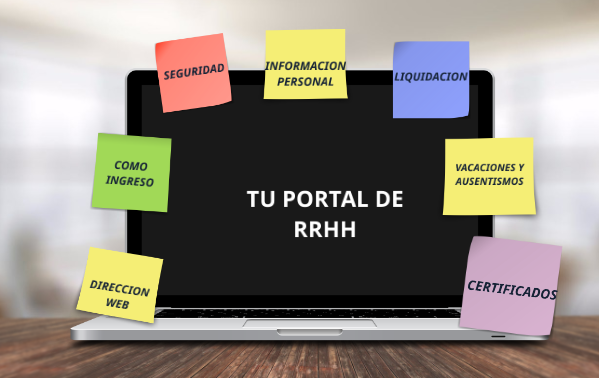 SEGURIDAD
INFORMACION
PERSONAL
LIQUIDACION
COMO
INGRESO
VACACIONES Y
AUSENTISMOS
TU PORTAL DE
RRHH
DIRECCION
WEB
CERTIFICADOS